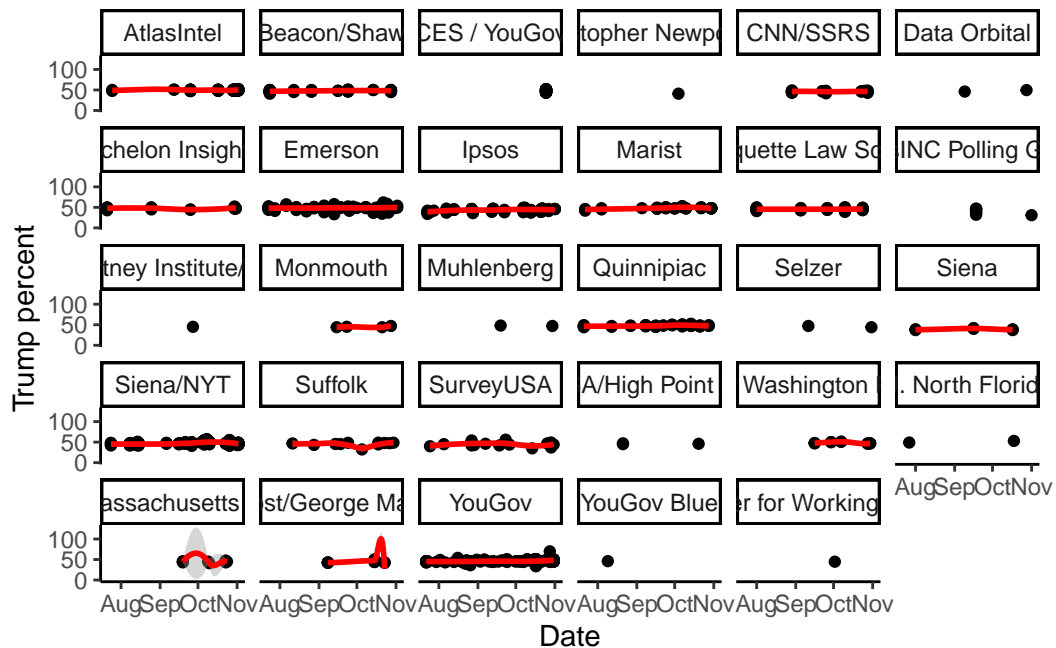 AtlasIntel
Beacon/Shaw
CES / YouGov
topher Newpo
CNN/SSRS
Data Orbital
100
50
0
chelon Insigh
Emerson
Ipsos
Marist
quette Law Sc
INC Polling G
100
50
0
tney Institute/
Monmouth
Muhlenberg
Quinnipiac
Selzer
Siena
100
50
0
Siena/NYT
Suffolk
SurveyUSA
A/High Point
Washington
. North Florid
100
50
0
Aug Sep Oct Nov
assachusetts
st/George Ma
YouGov
YouGov Blue
er for Working
100
50
0
Aug Sep Oct Nov
Aug Sep Oct Nov
Aug Sep Oct Nov
Aug Sep Oct Nov
Aug Sep Oct Nov
Date
Trump percent